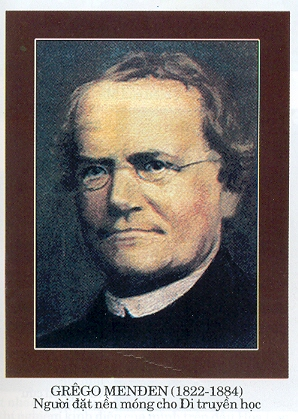 GRÊGO MENĐEN (1822-1884)
Người đặt nền móng cho Di truyền học